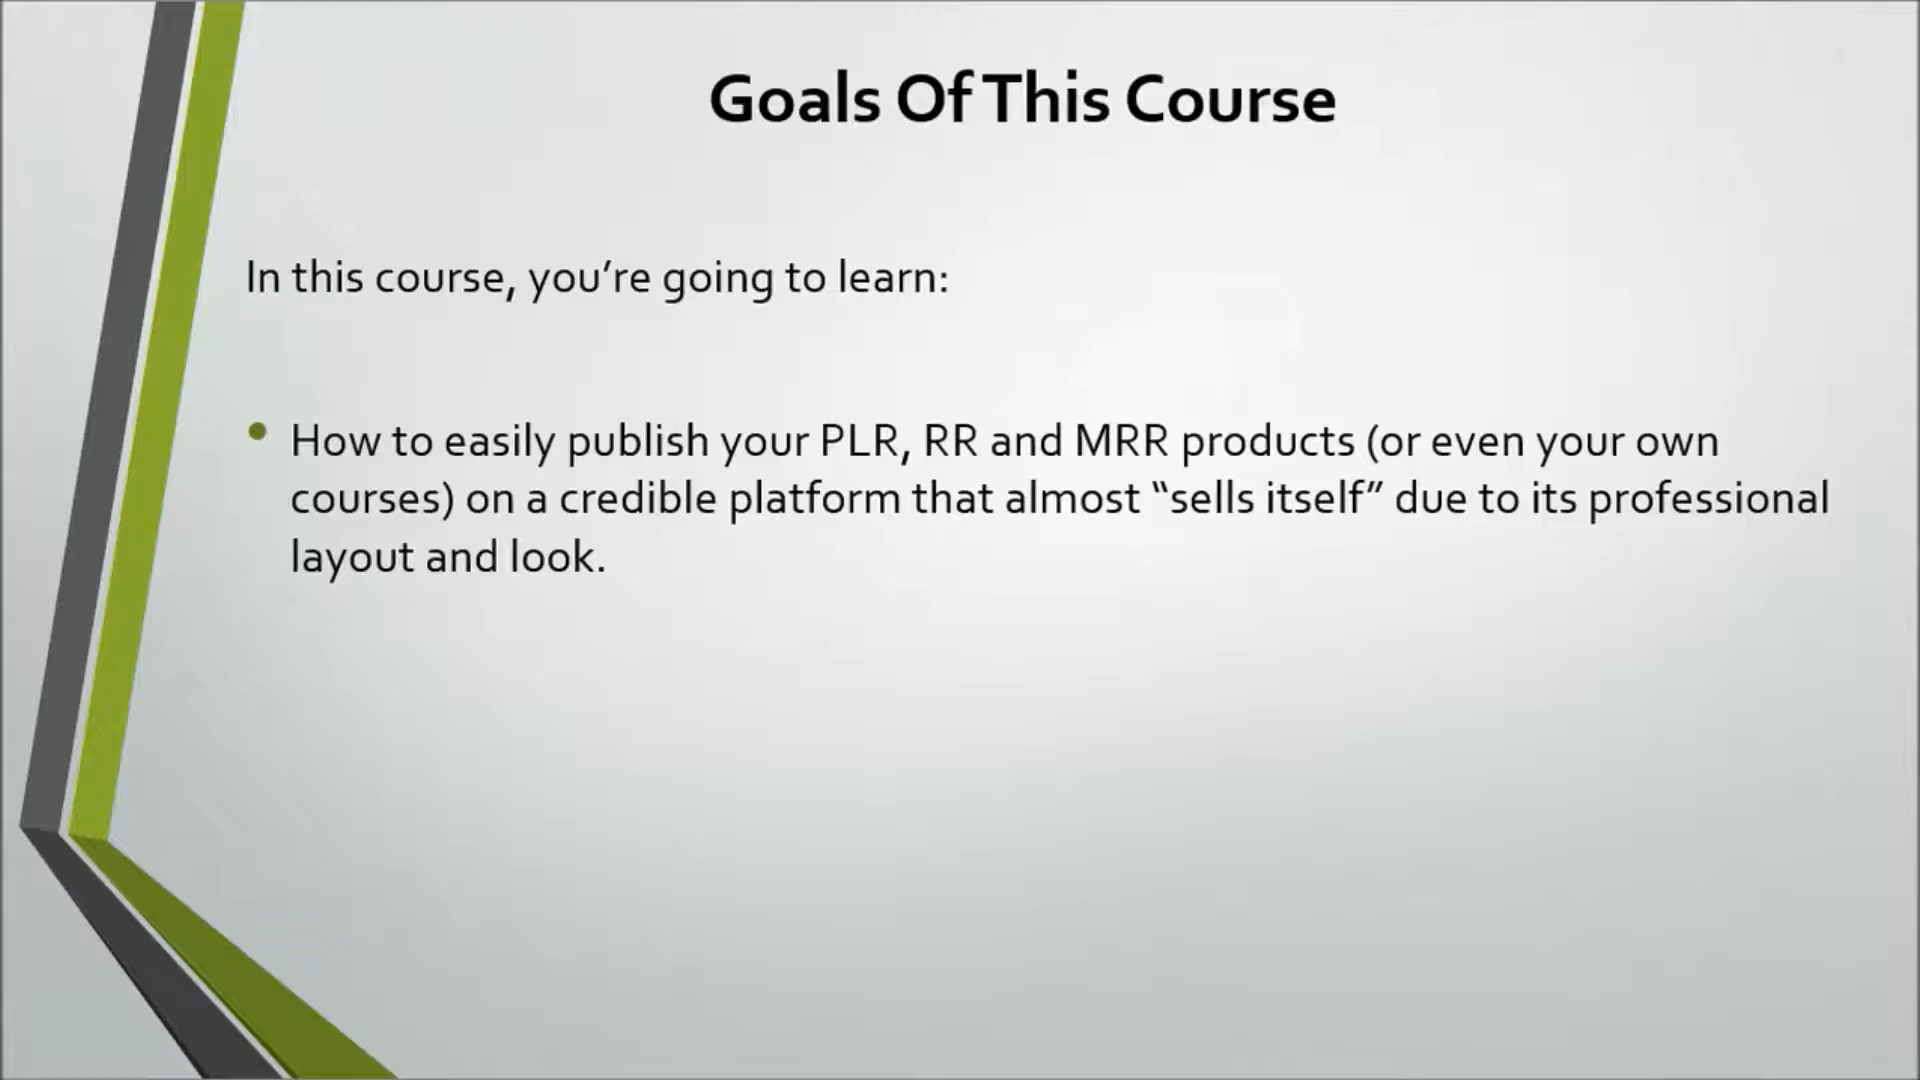 Goals Of This Course
In this course, you’re going to learn:
• How to easily publish your PLR, RR and MRR products (or even your own
courses) on a credible platform that almost “sells itself” due to its professional
layout and look.